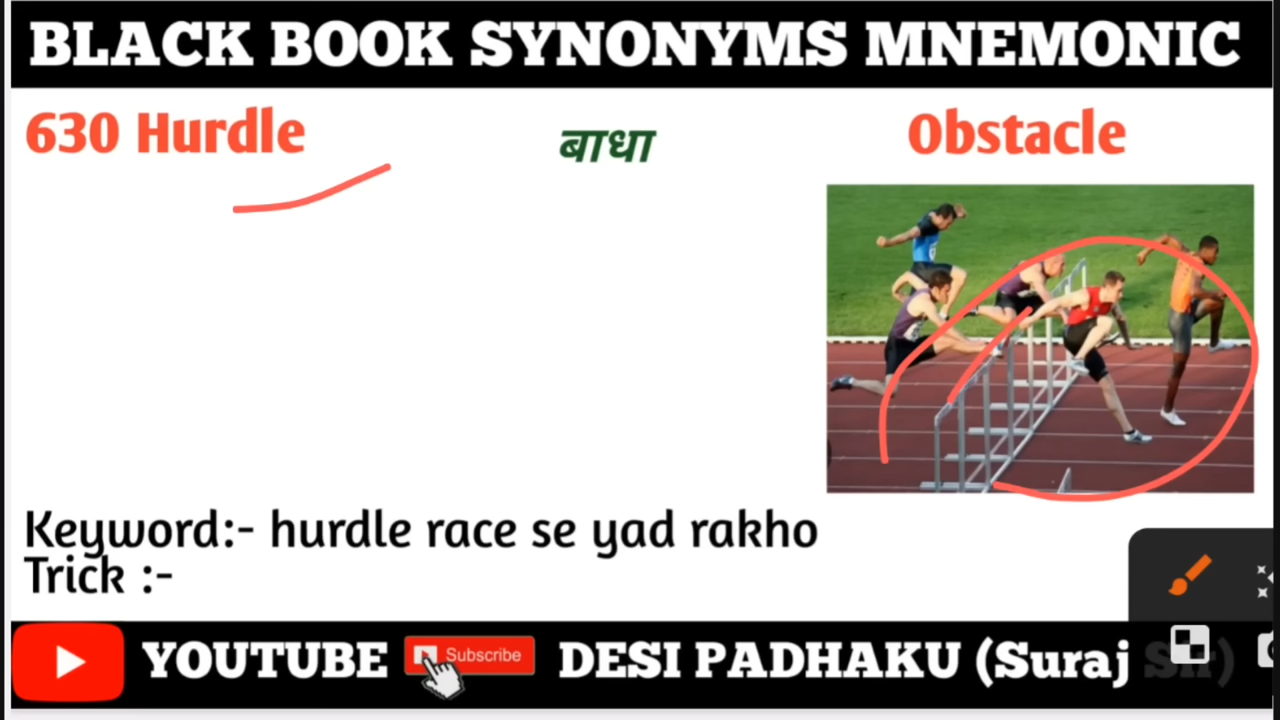 BLACK BOOK SYNONYMS MNEMONIC
630 Hurdle बाधा Obstacle
Keyword:- hurdle race se yad rakho
Trick :-
YOUTUBE Subscribe DESI PADHAKU (Suraj Sir)